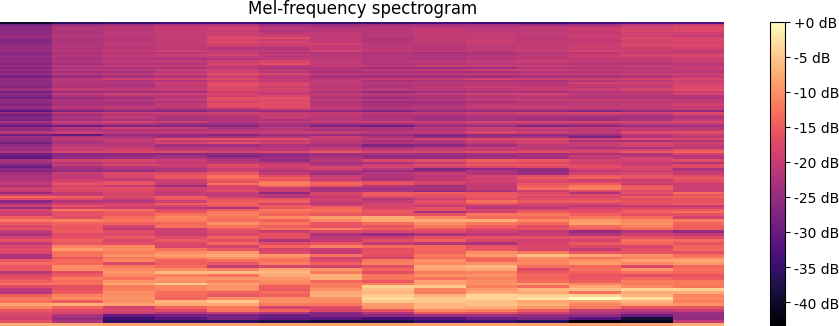 Mel-frequency spectrogram
+0 dB
-5 dB
-10 dB
-15 dB
-20 dB
-25 dB
-30 dB
-35 dB
-40 dB